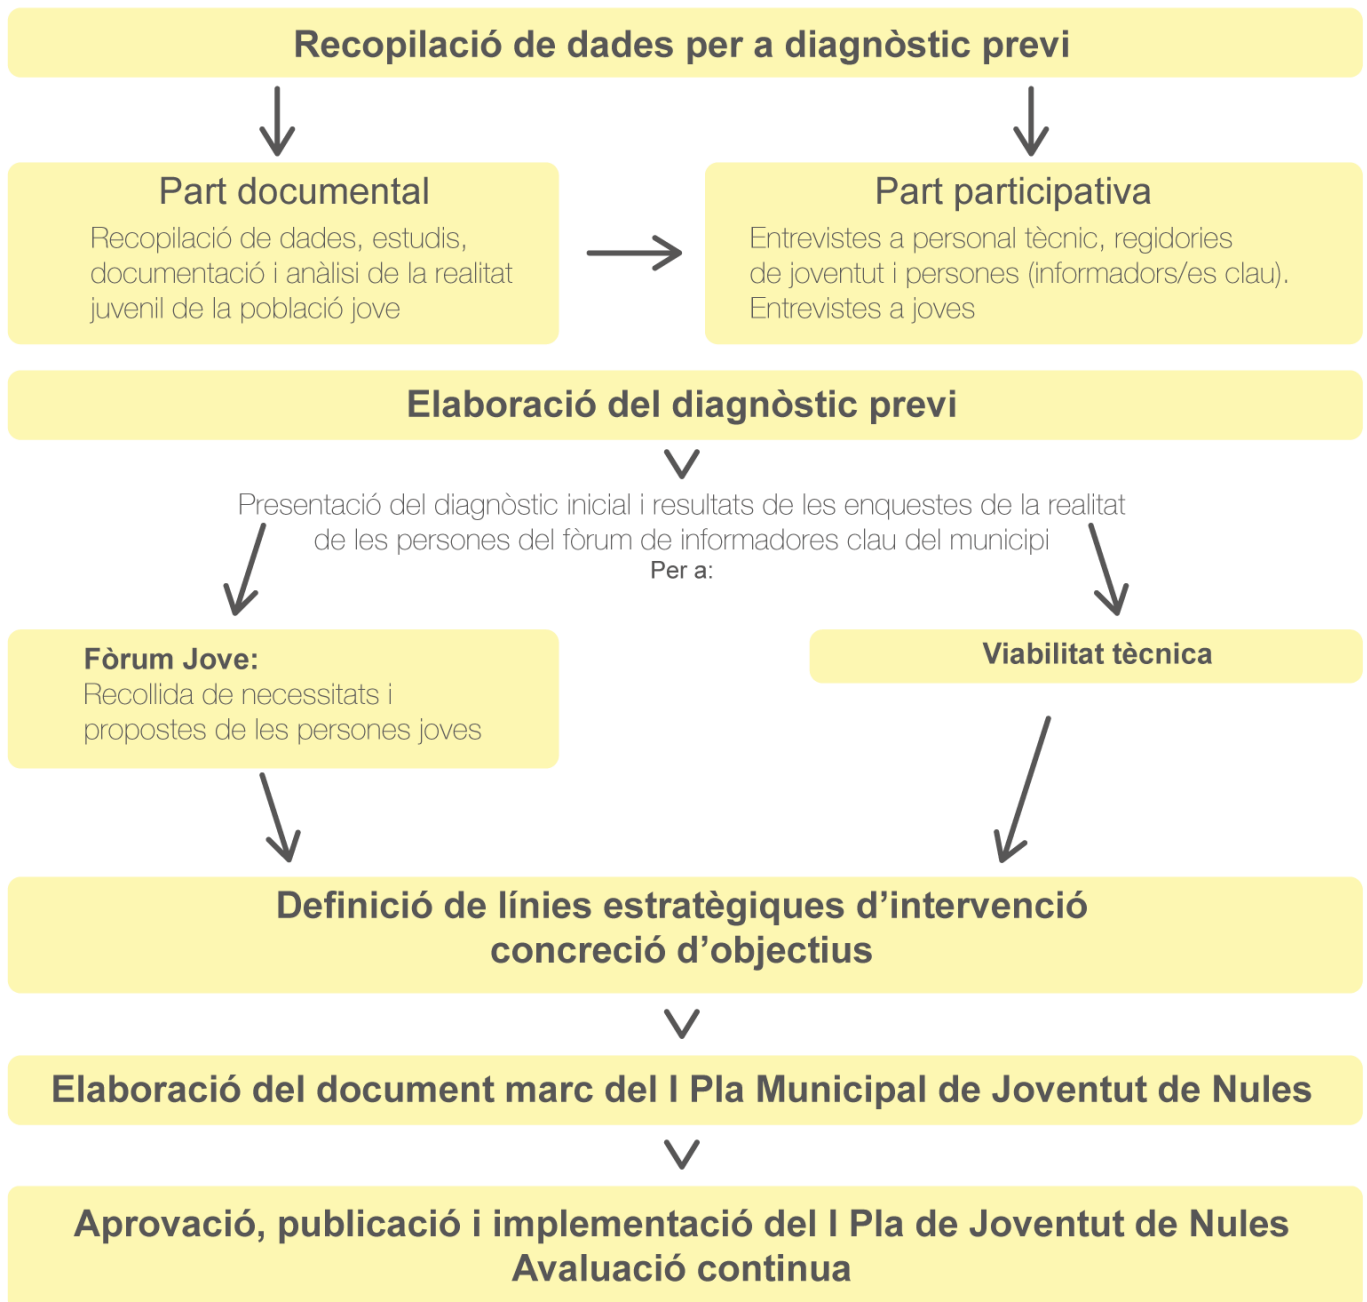 Recopilació de dades per a diagnòstic previ
Part documental
Recopilació de dades, estudis,
documentació i anàlisi de la realitat
juvenil de la població jove
Part participativa
Entrevistes a personal tècnic, regidories
de joventut i persones (informadors/es clau).
Entrevistes a joves
Elaboració del diagnòstic previ
Presentació del diagnòstic inicial i resultats de les enquestes de la realitat
de les persones del fòrum de informadores clau del municipi
Per a:
Fòrum Jove:
Recollida de necessitats i
propostes de les persones joves
Viabilitat tècnica
Definició de línies estratègiques d’intervenció
concreció d’objectius
Elaboració del document marc del I Pla Municipal de Joventut de Nules
Aprovació, publicació i implementació del I Pla de Joventut de Nules
Avaluació continua